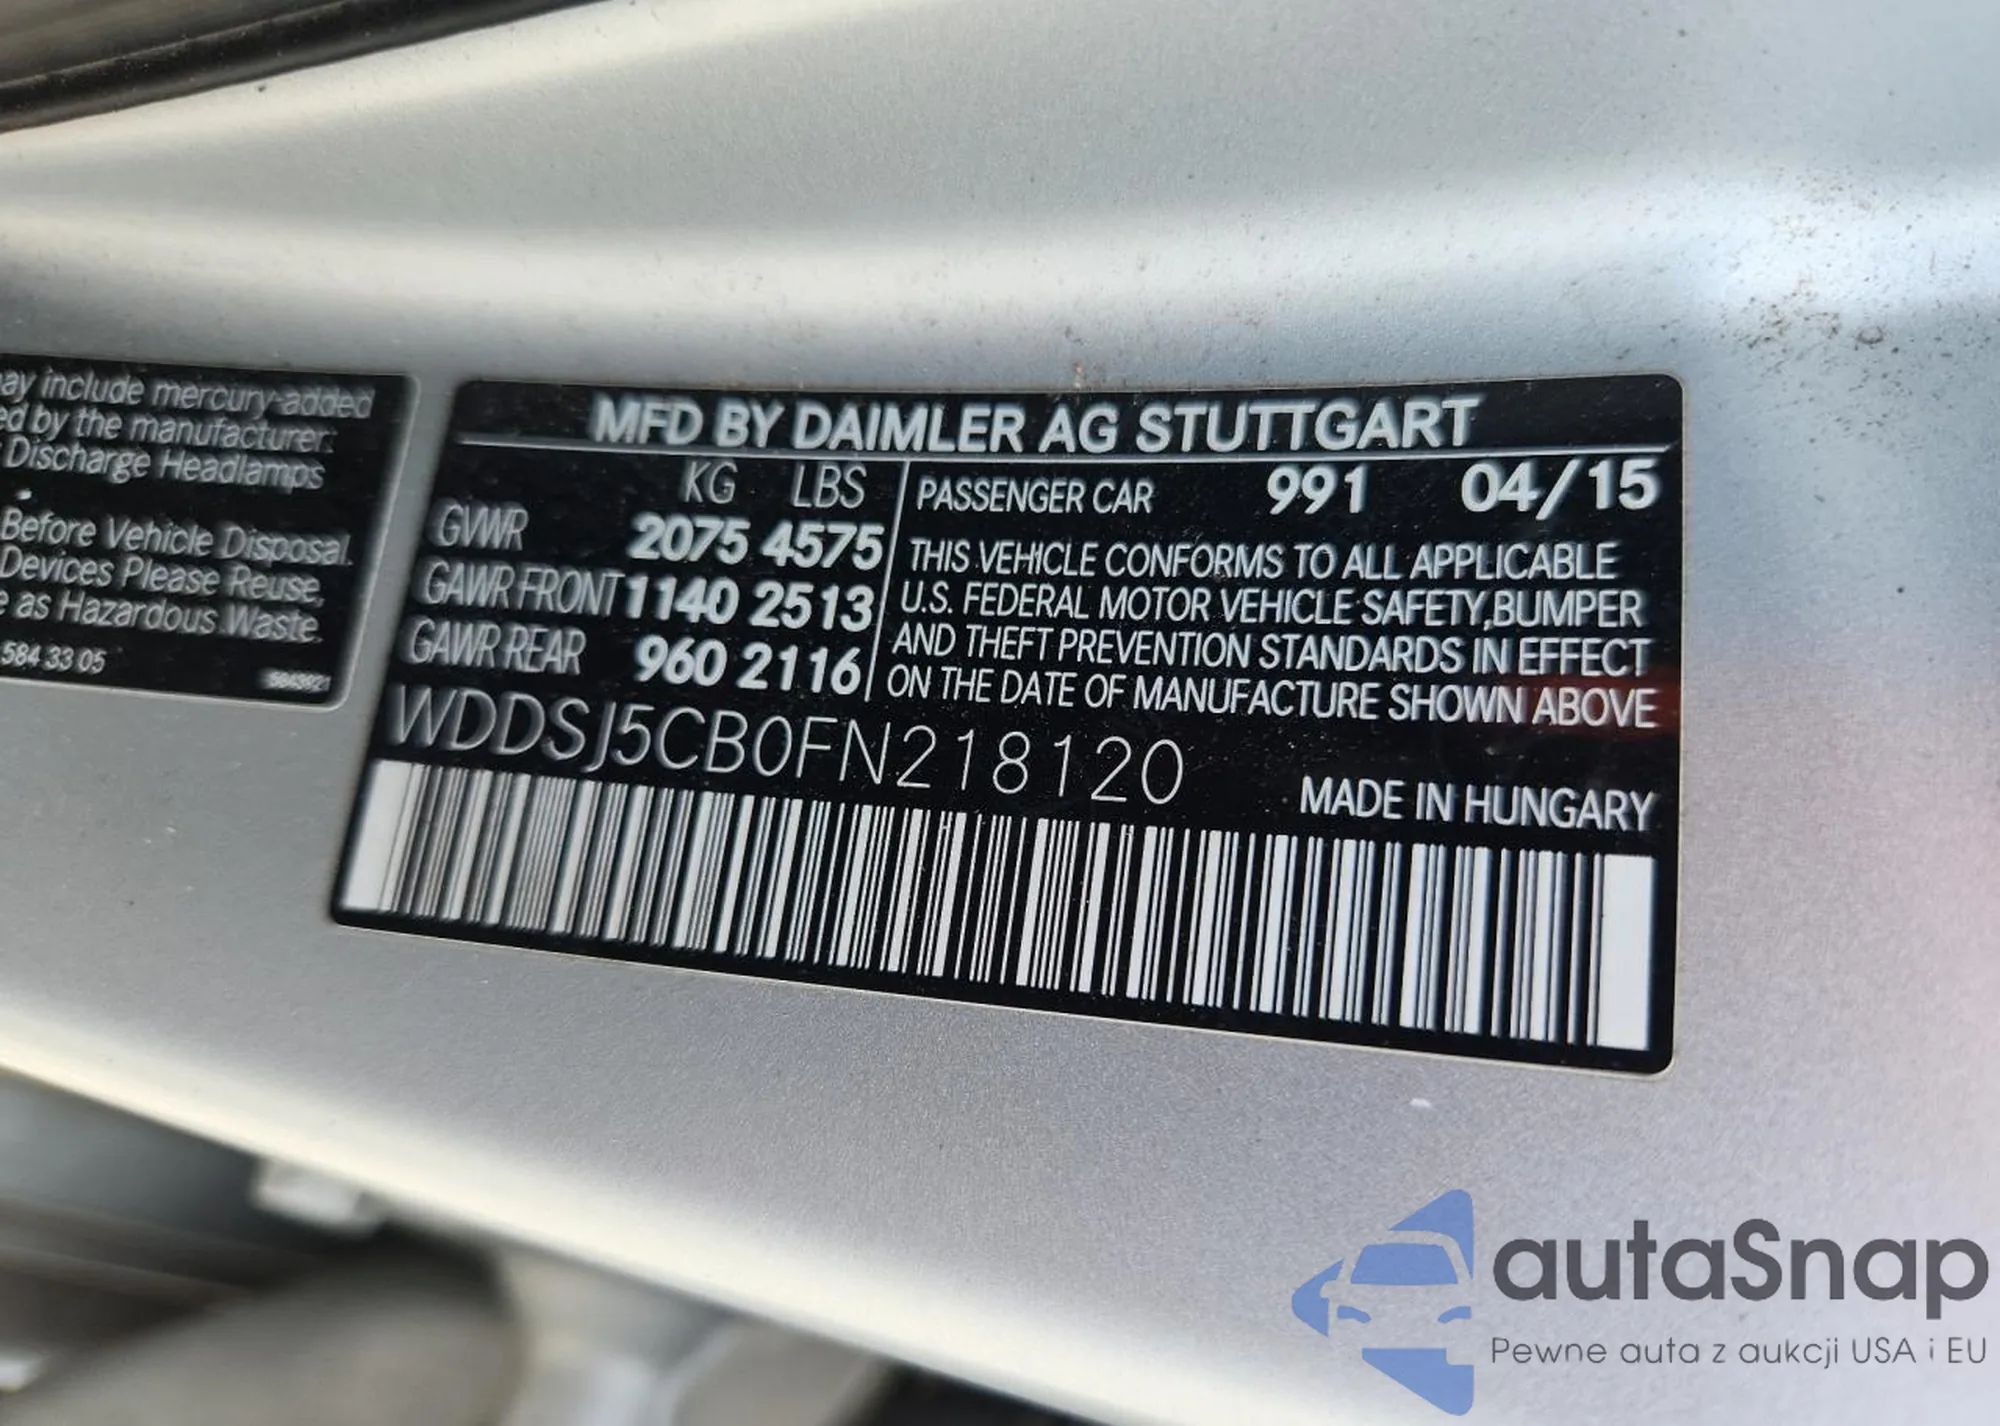 ay include mercury-added
ed by the manufacturer:
Discharge Headlamps
Before Vehicle Disposal.
Devices Please Reuse,
e as Hazardous Waste.
584 33 05
MFD BY DAIMLER AG STUTTGART
KG LBS
GVWR 2075 4575
GAWR FRONT 1140 2513
GAWR REAR 960 2116
PASSENGER CAR 991 04/15
THIS VEHICLE CONFORMS TO ALL APPLICABLE
U.S. FEDERAL MOTOR VEHICLE SAFETY,BUMPER
AND THEFT PREVENTION STANDARDS IN EFFECT
ON THE DATE OF MANUFACTURE SHOWN ABOVE
WDDSJ5CB0FN218120
MADE IN HUNGARY
autaSnap
Pewne auta z aukcji USA i EU